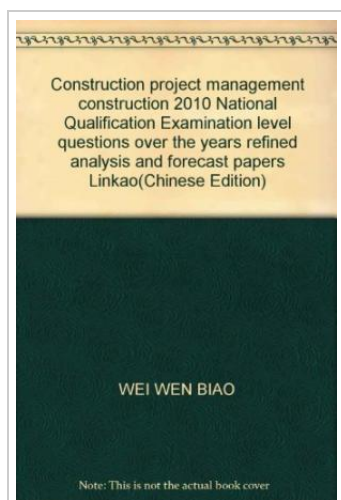 Construction project management
construction 2010 National
Qualification Examination level
questions over the years refined
analysis and forecast papers
Linkao(Chinese Edition)
WEI WEN BIAO
Note: This is not the actual book cover